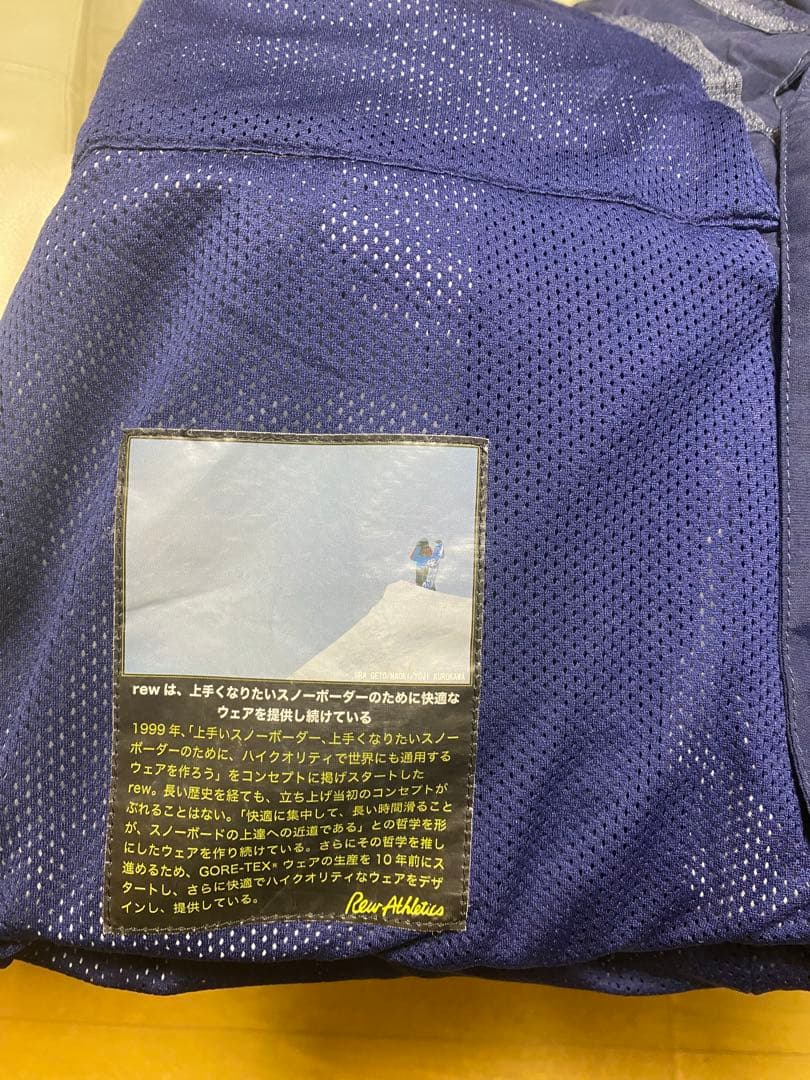 rewは、上手くなりたいスノーボーダーのために快適な
ウェアを提供し続けている
1999年、「上手いスノーボーダー、上手くなりたいスノー
ボーダーのために、ハイクオリティで世界にも通用する
ウェアを作ろう」をコンセプトに掲げスタートした
rew。長い歴史を経ても、立ち上げ当初のコンセプトが
ぶれることはない。「快適に集中して、長い時間滑ること
が、スノーボードの上達への近道である」との哲学を形
にしたウェアを作り続けている。さらにその哲学を推し
進めるため、GORE-TEX® ウェアの生産を10年前にス
タートし、さらに快適でハイクオリティなウェアをデザ
インし、提供している。
Rew Athletics